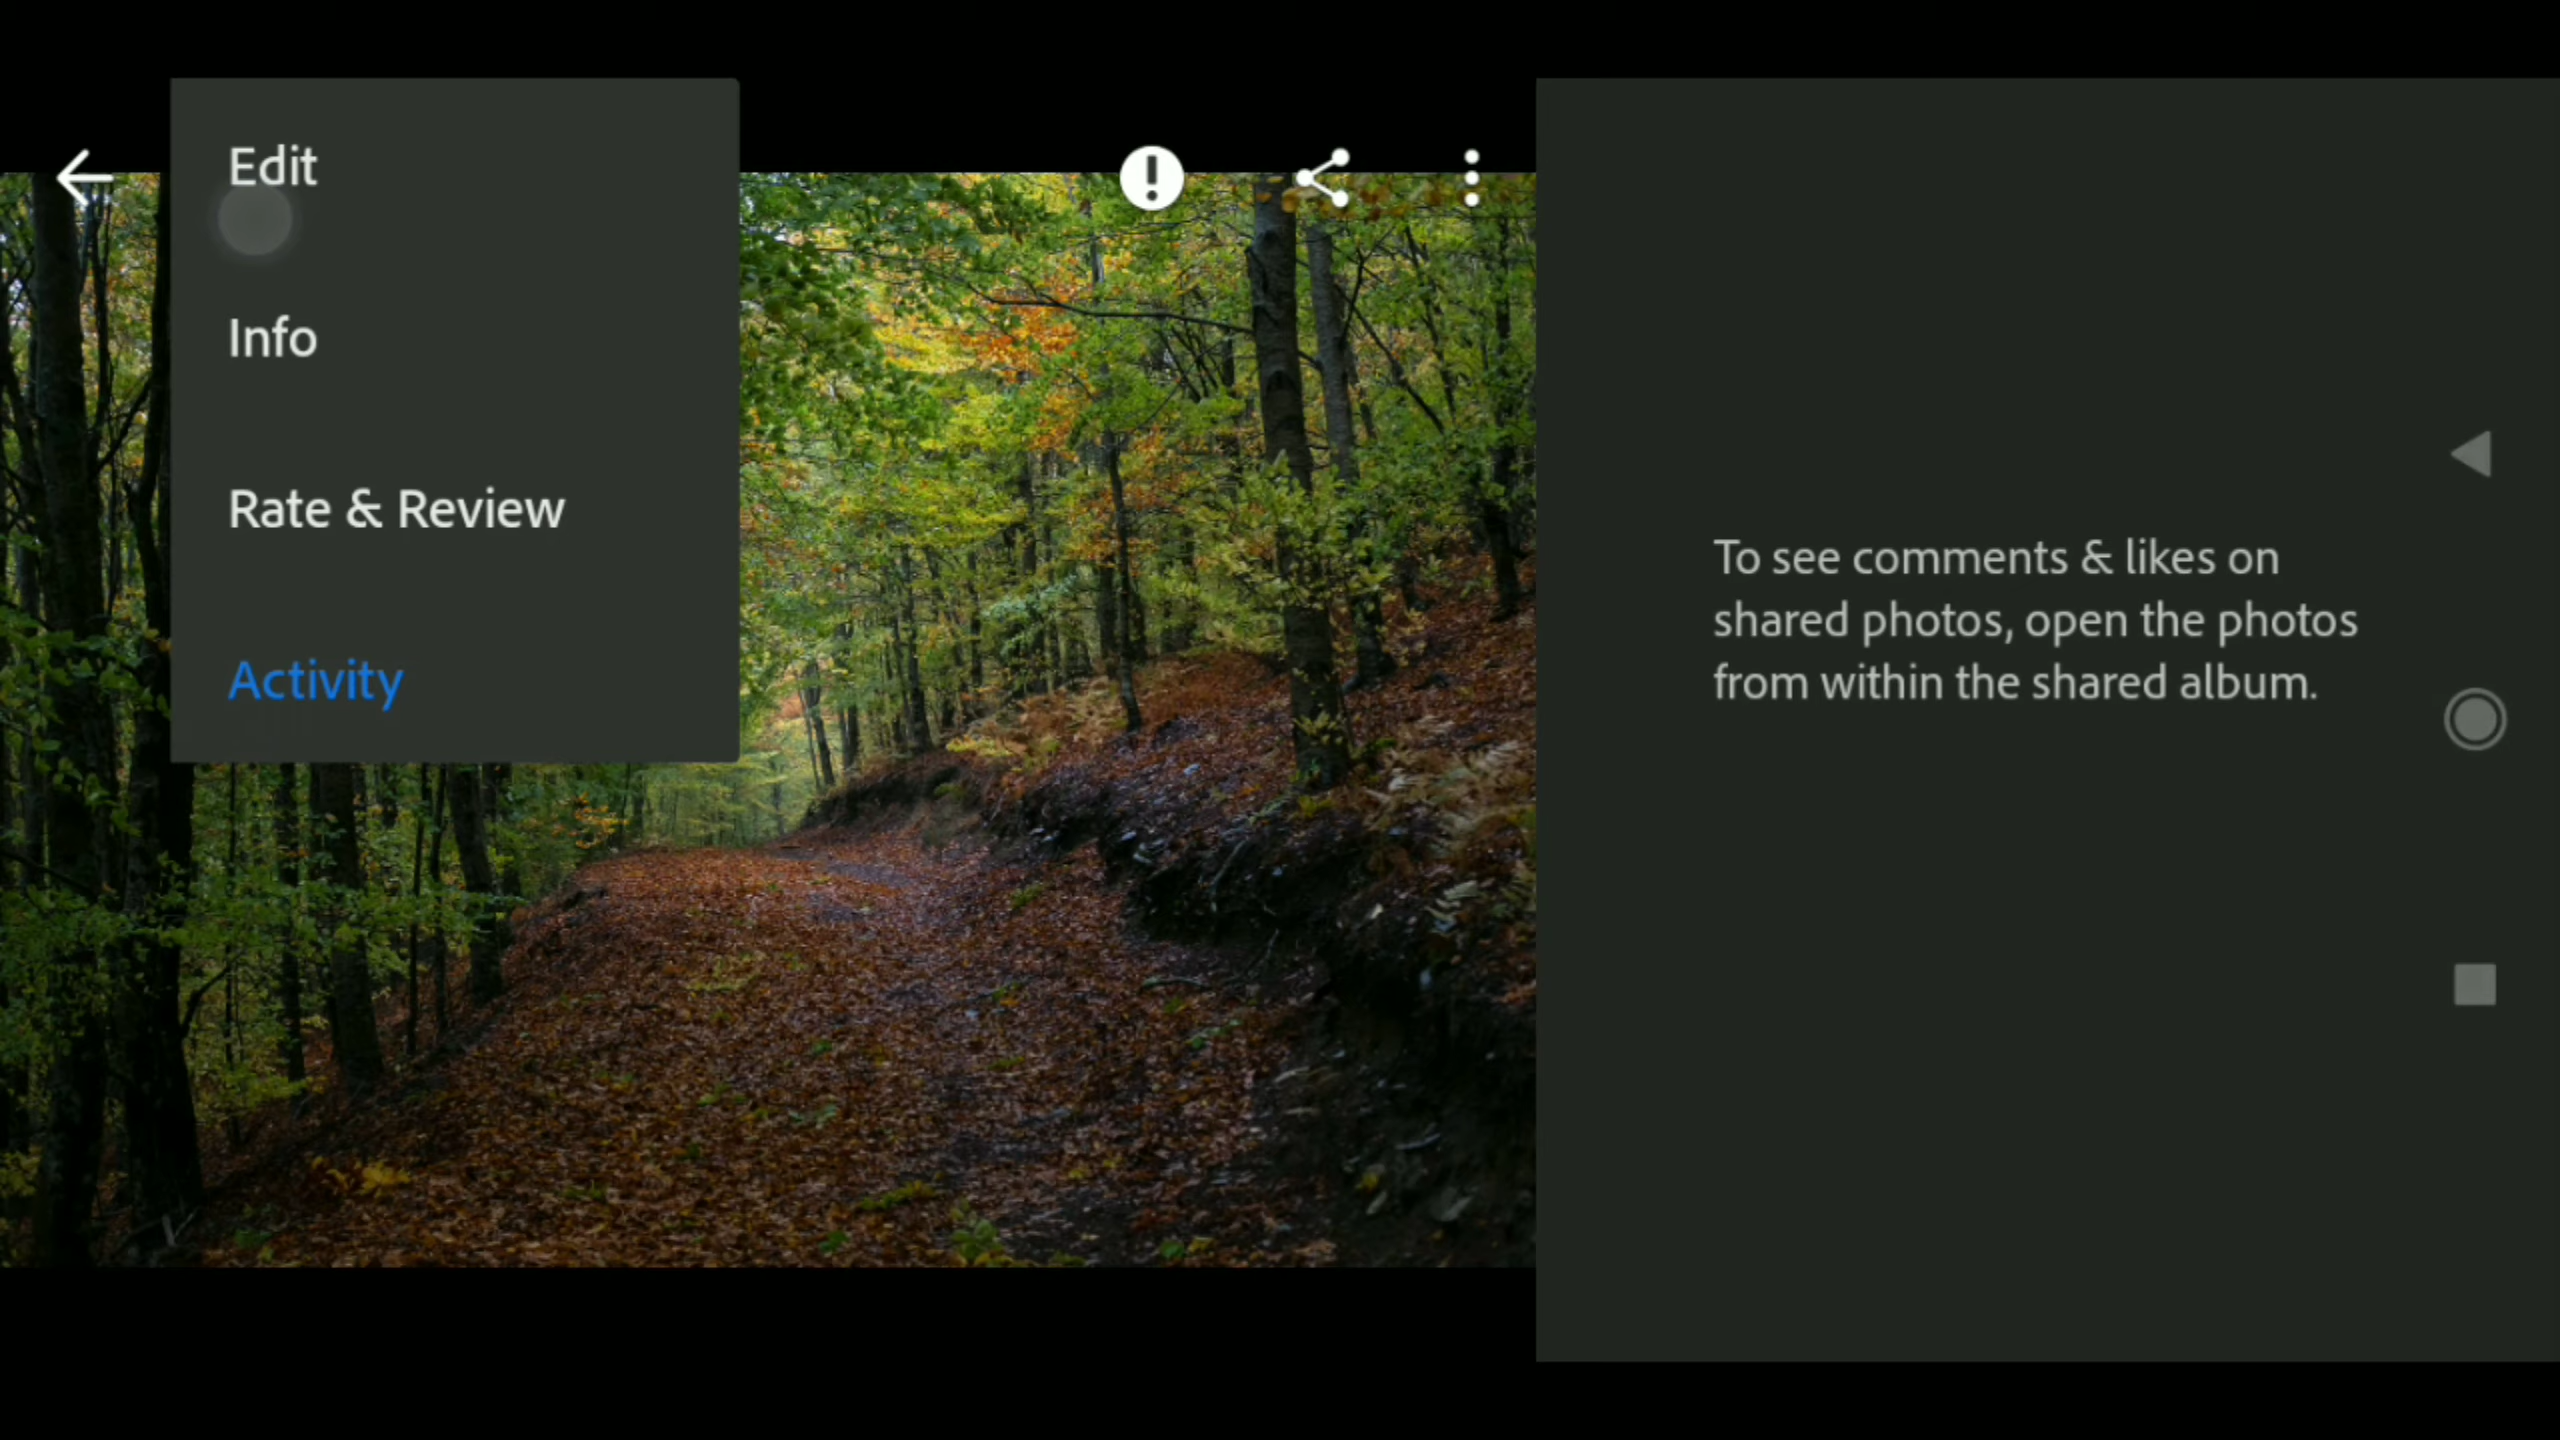 Edit
Info
Rate & Review
Activity
To see comments & likes on
shared photos, open the photos
from within the shared album.